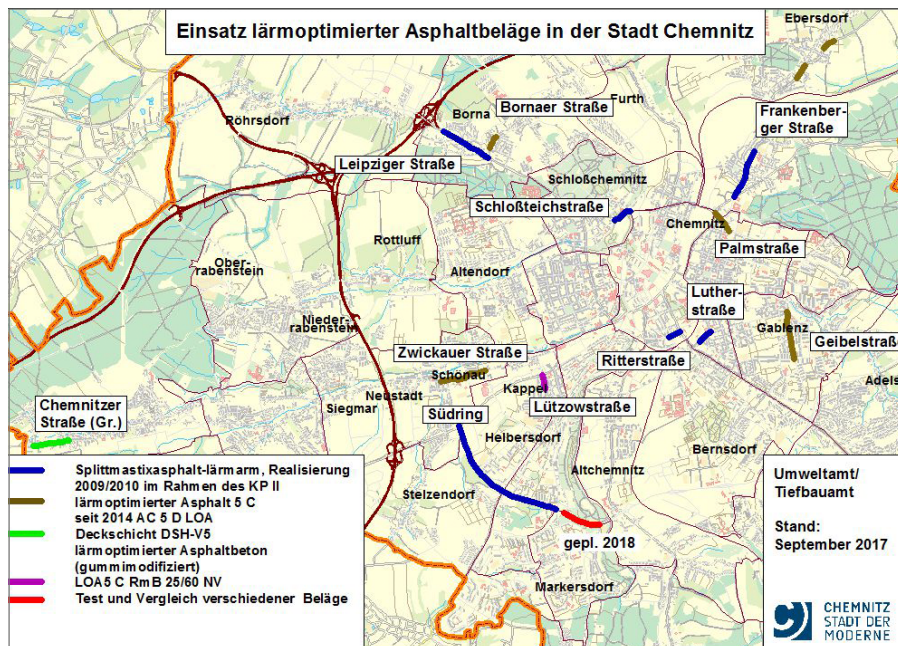 Einsatz lärmoptimierter Asphaltbeläge in der Stadt Chemnitz
Ebersdorf
Borna
Bornaer Straße
Furth
Frankenber-
ger Straße
Röhrsdorf
Leipziger Straße
Schloßchemnitz
Schloßteichstraße
Chemnitz
Palmstraße
Rottluff
Altendorf
Ober-
rabenstein
Luther-
straße
Nieder-
rabenstein
Gablenz
Geibelstraße
Ritterstraße
Zwickauer Straße
Schönau
Kappel
Adels
Neustadt
Siegmar
Lützowstraße
Chemnitzer
Straße (Gr.)
Südring
Helbersdorf
Bernsdorf
Altchemnitz
Stelzendorf
gepl. 2018
Markersdorf
Splittmastixasphalt-lärmarm, Realisierung
2009/2010 im Rahmen des KP II
lärmoptimierter Asphalt 5 C
seit 2014 AC 5 D LOA
Deckschicht DSH-V5
lärmoptimierter Asphaltbeton
(gummimodifiziert)
LOA5 C RmB 25/60 NV
Test und Vergleich verschiedener Beläge
Umweltamt/
Tiefbauamt
Stand:
September 2017
CHEMNITZ
STADT DER
MODERNE